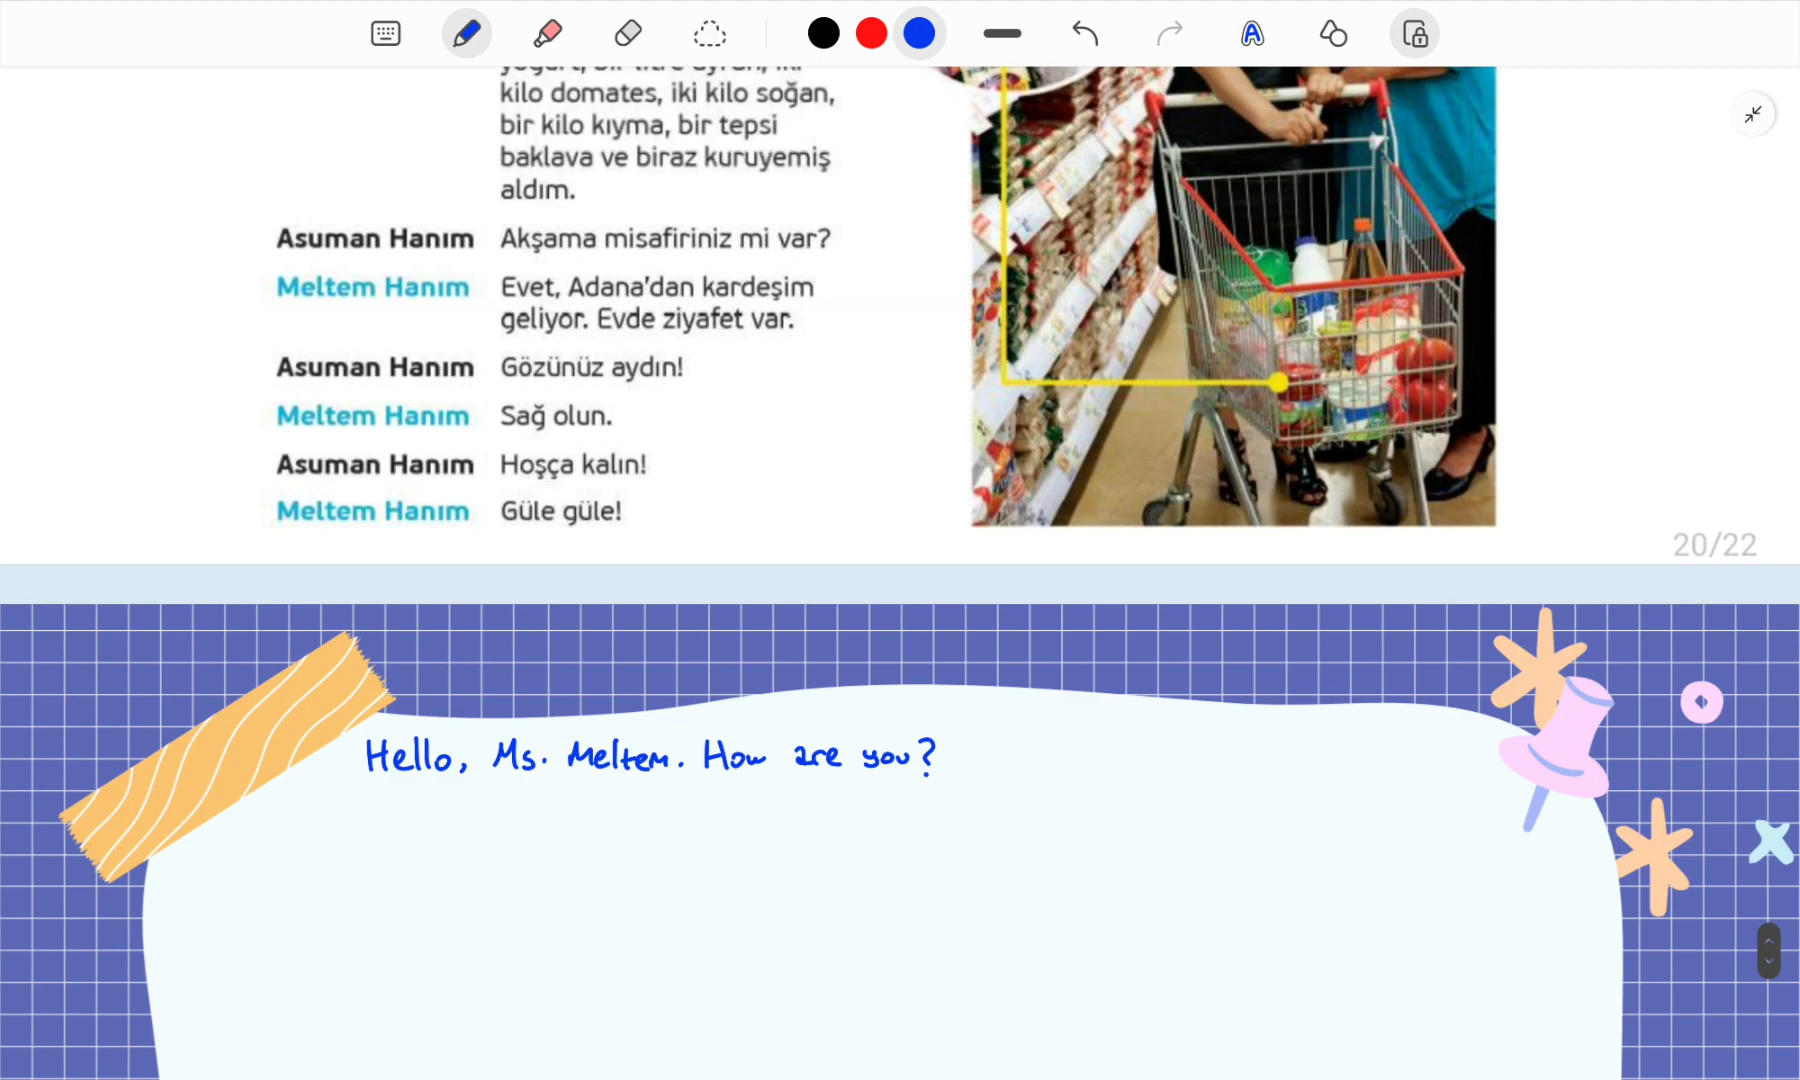 kilo domates, iki kilo soğan,
bir kilo kıyma, bir tepsi
baklava ve biraz kuruyemiş
aldım.
Asuman Hanım Akşama misafiriniz mi var?
Meltem Hanım Evet, Adana'dan kardeşim
geliyor. Evde ziyafet var.
Asuman Hanım Gözünüz aydın!
Meltem Hanım Sağ olun.
Asuman Hanım Hoşça kalın!
Meltem Hanım Güle güle!
20/22
Hello, Ms. Meltem. How are you?